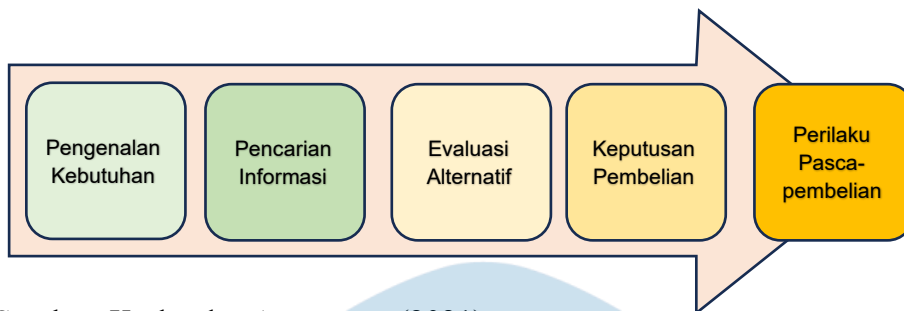 Pengenalan
Kebutuhan
Pencarian
Informasi
Evaluasi
Alternatif
Keputusan
Pembelian
Perilaku
Pasca-
pembelian